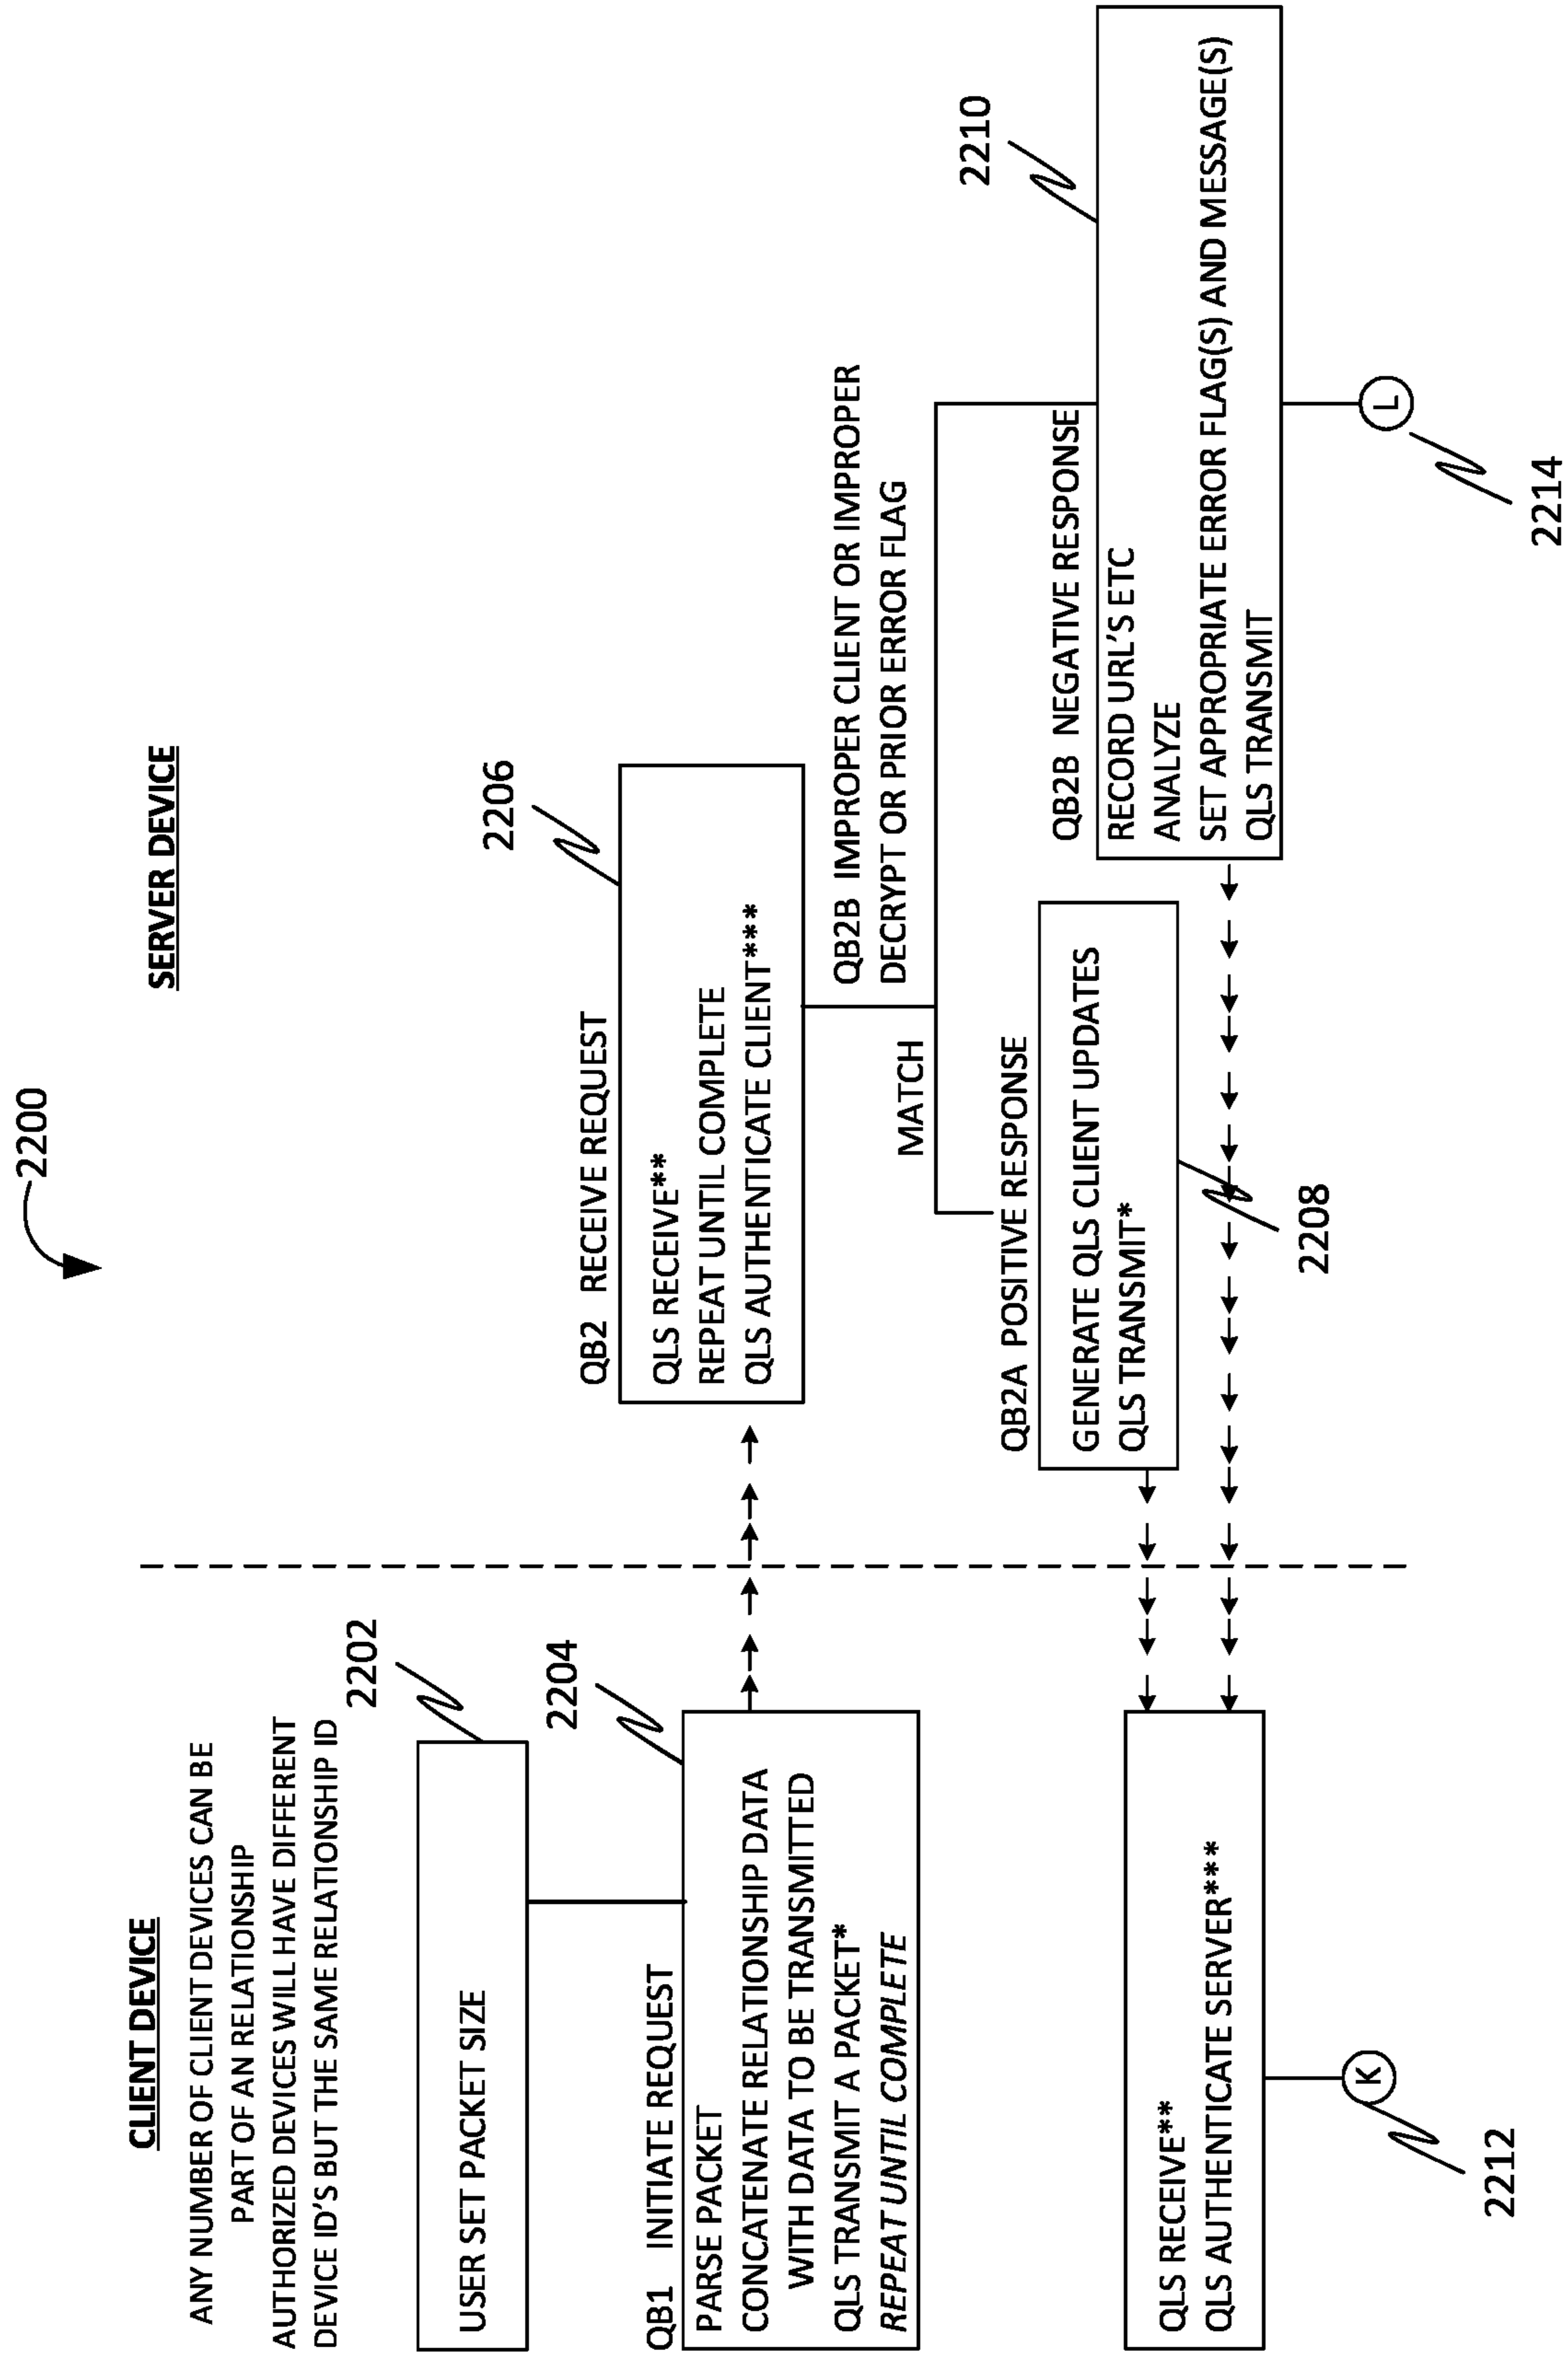 2200
CLIENT DEVICE
SERVER DEVICE
ANY NUMBER OF CLIENT DEVICES CAN BE
PART OF AN RELATIONSHIP
AUTHORIZED DEVICES WILL HAVE DIFFERENT
DEVICE ID'S BUT THE SAME RELATIONSHIP ID
2202
USER SET PACKET SIZE
2204
QB1 INITIATE REQUEST
PARSE PACKET
CONCATENATE RELATIONSHIP DATA
WITH DATA TO BE TRANSMITTED
QLS TRANSMIT A PACKET*
REPEAT UNTIL COMPLETE
2206
QB2 RECEIVE REQUEST
QLS RECEIVE**
REPEAT UNTIL COMPLETE
QLS AUTHENTICATE CLIENT***
QB2B IMPROPER CLIENT OR IMPROPER
DECRYPT OR PRIOR ERROR FLAG
MATCH
QB2A POSITIVE RESPONSE
GENERATE QLS CLIENT UPDATES
QLS TRANSMIT*
2208
2210
QB2B NEGATIVE RESPONSE
RECORD URL'S ETC
ANALYZE
SET APPROPRIATE ERROR FLAG(S) AND MESSAGE(S)
QLS TRANSMIT
QLS RECEIVE**
QLS AUTHENTICATE SERVER***
K
2212
L
2214